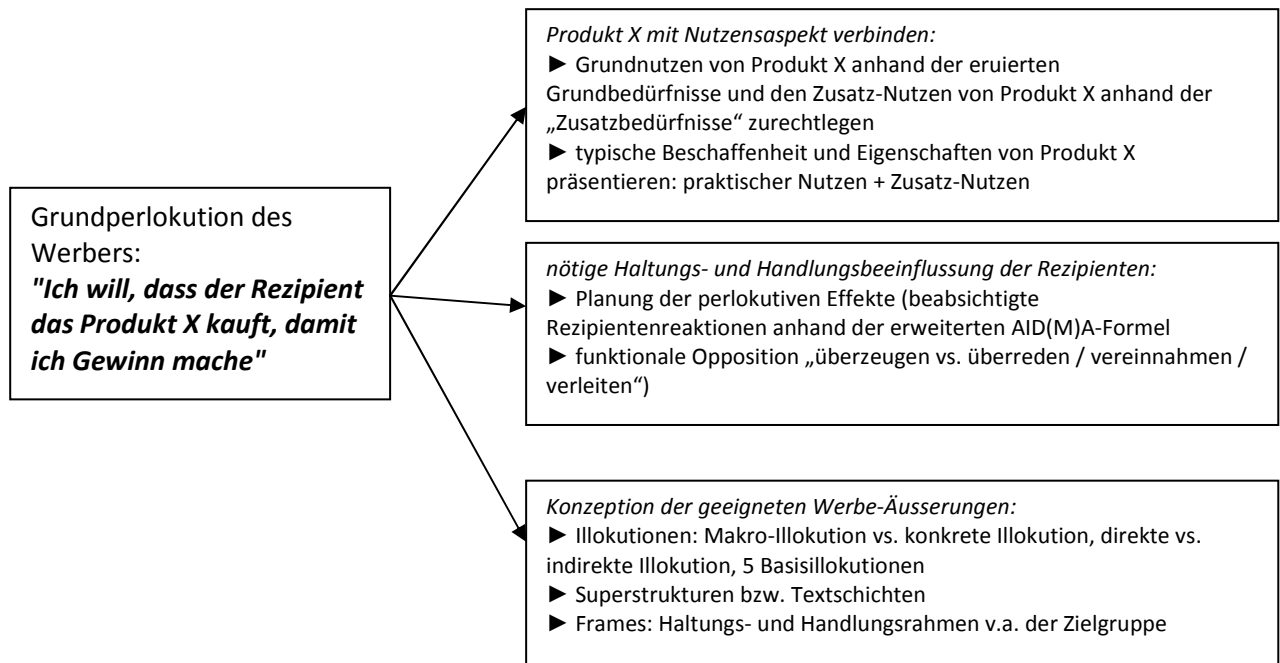 Grundperlokution des
Werber:
"Ich will, dass der Rezipient
das Produkt X kauft, damit
ich Gewinn mache"
Produkt X mit Nutzensaspekt verbinden:
► Grundnutzen von Produkt X anhand der eruierten
Grundbedürfnisse und den Zusatz-Nutzen von Produkt X anhand der
„Zusatzbedürfnisse“ zurechtlegen
► typische Beschaffenheit und Eigenschaften von Produkt X
präsentieren: praktischer Nutzen + Zusatz-Nutzen
nötige Haltungs- und Handlungsbeeinflussung der Rezipienten:
► Planung der perlokutiven Effekte (beabsichtigte
Rezipientenreaktionen anhand der erweiterten AID(M)A-Formel
► funktionale Opposition „überzeugen vs. überreden / vereinnahmen /
verleiten“)
Konzeption der geeigneten Werbe-Äusserungen:
► Illokutionen: Makro-Illokution vs. konkrete Illokution, direkte vs.
indirekte Illokution, 5 Basisillokutionen
► Superstrukturen bzw. Textschichten
► Frames: Haltungs- und Handlungsrahmen v.a. der Zielgruppe